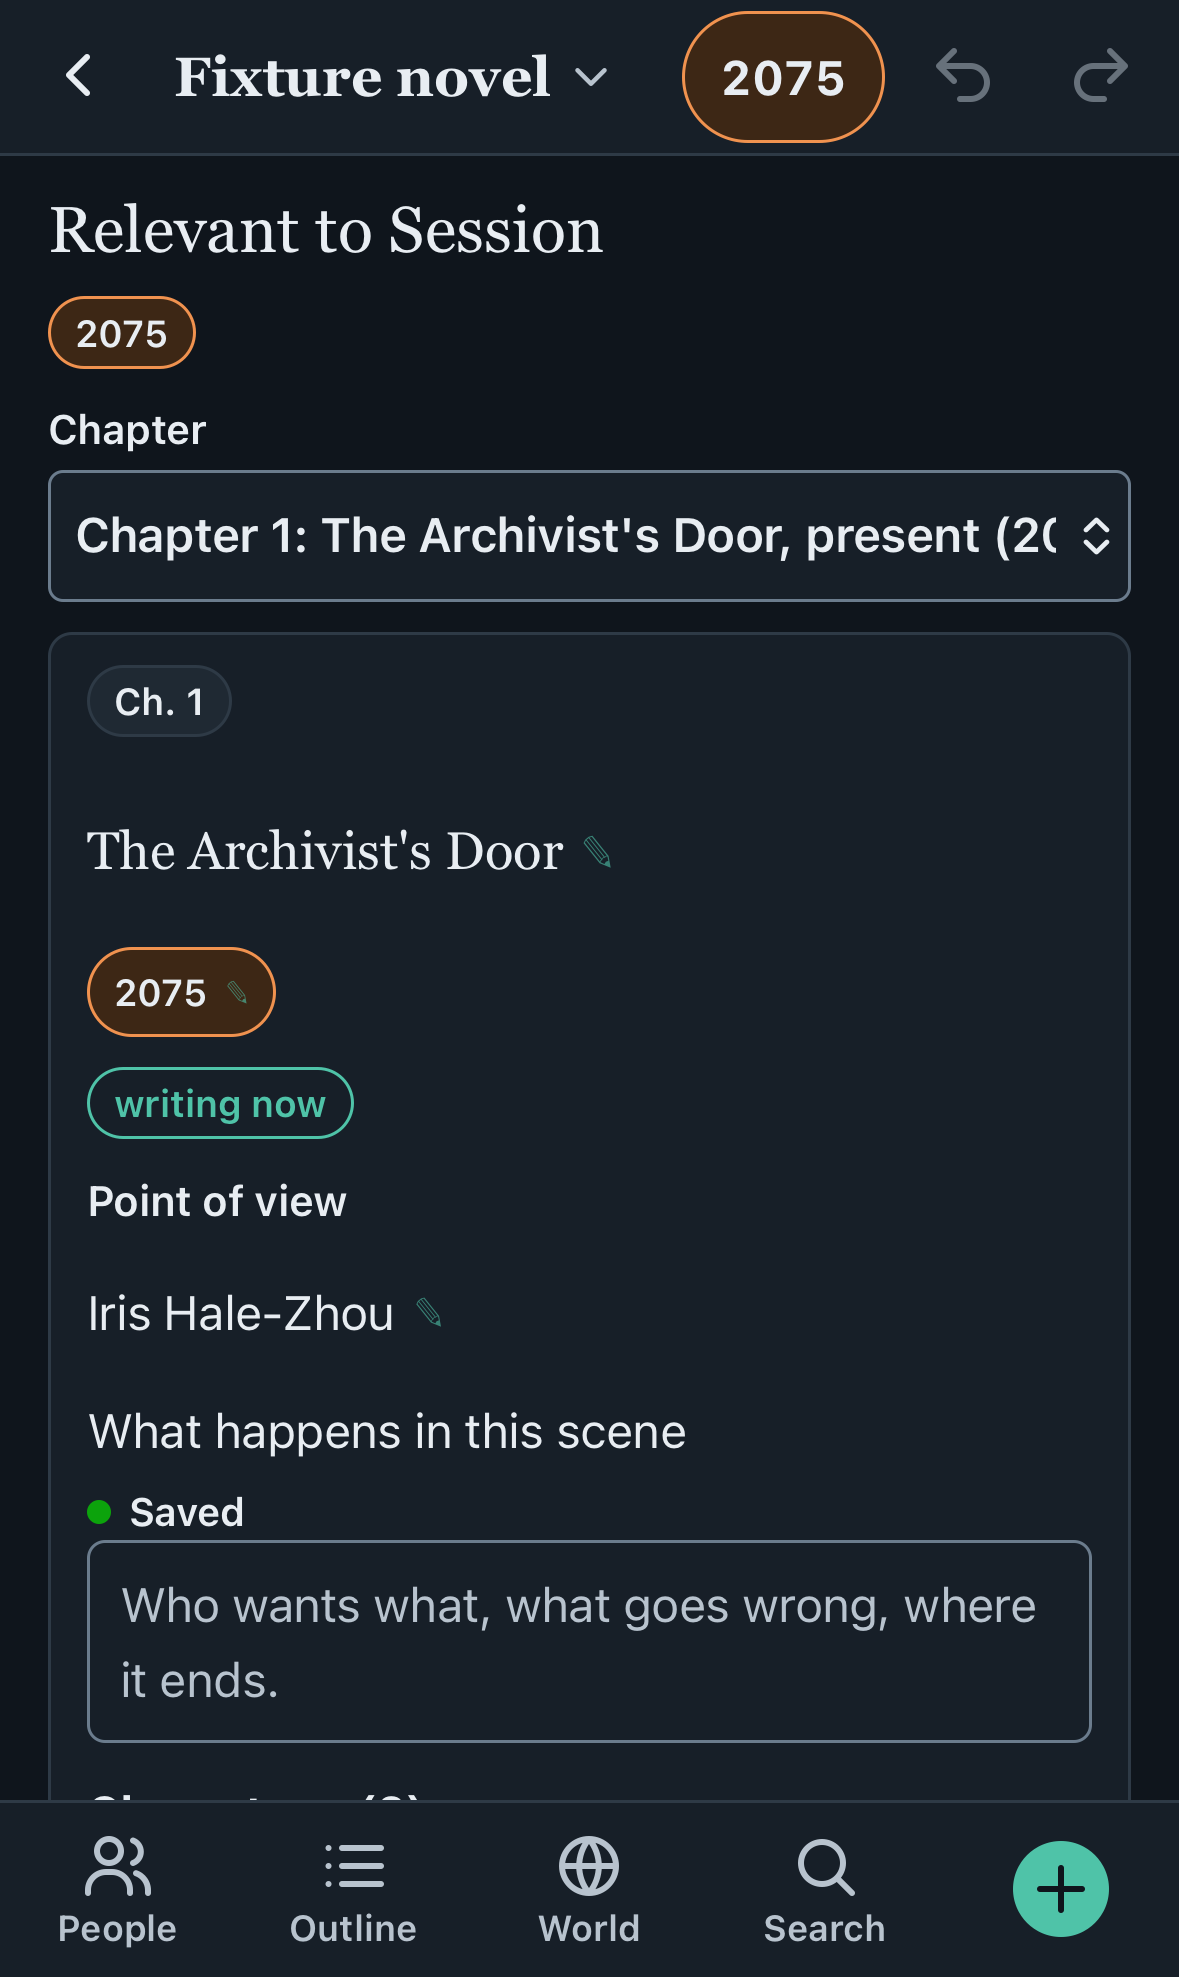 Fixture novel
2075
Relevant to Session
2075
Chapter
Chapter 1: The Archivist's Door, present (20
Ch. 1
The Archivist's Door
2075
writing now
Point of view
Iris Hale-Zhou
What happens in this scene
Saved
Who wants what, what goes wrong, where
it ends.
People
Outline
World
Search